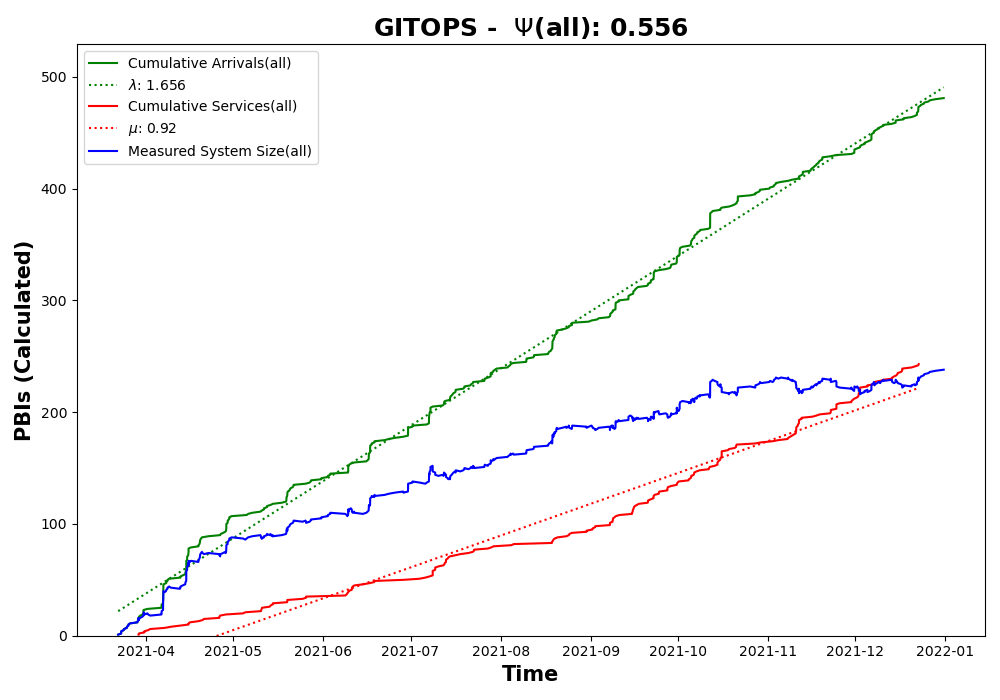 GITOPS - Ψ(all): 0.556
Cumulative Arrivals(all)
λ: 1.656
Cumulative Services(all)
μ: 0.92
Measured System Size(all)
PBIs (Calculated)
500
400
300
200
100
0
2021-04 2021-05 2021-06 2021-07 2021-08 2021-09 2021-10 2021-11 2021-12 2022-01
Time